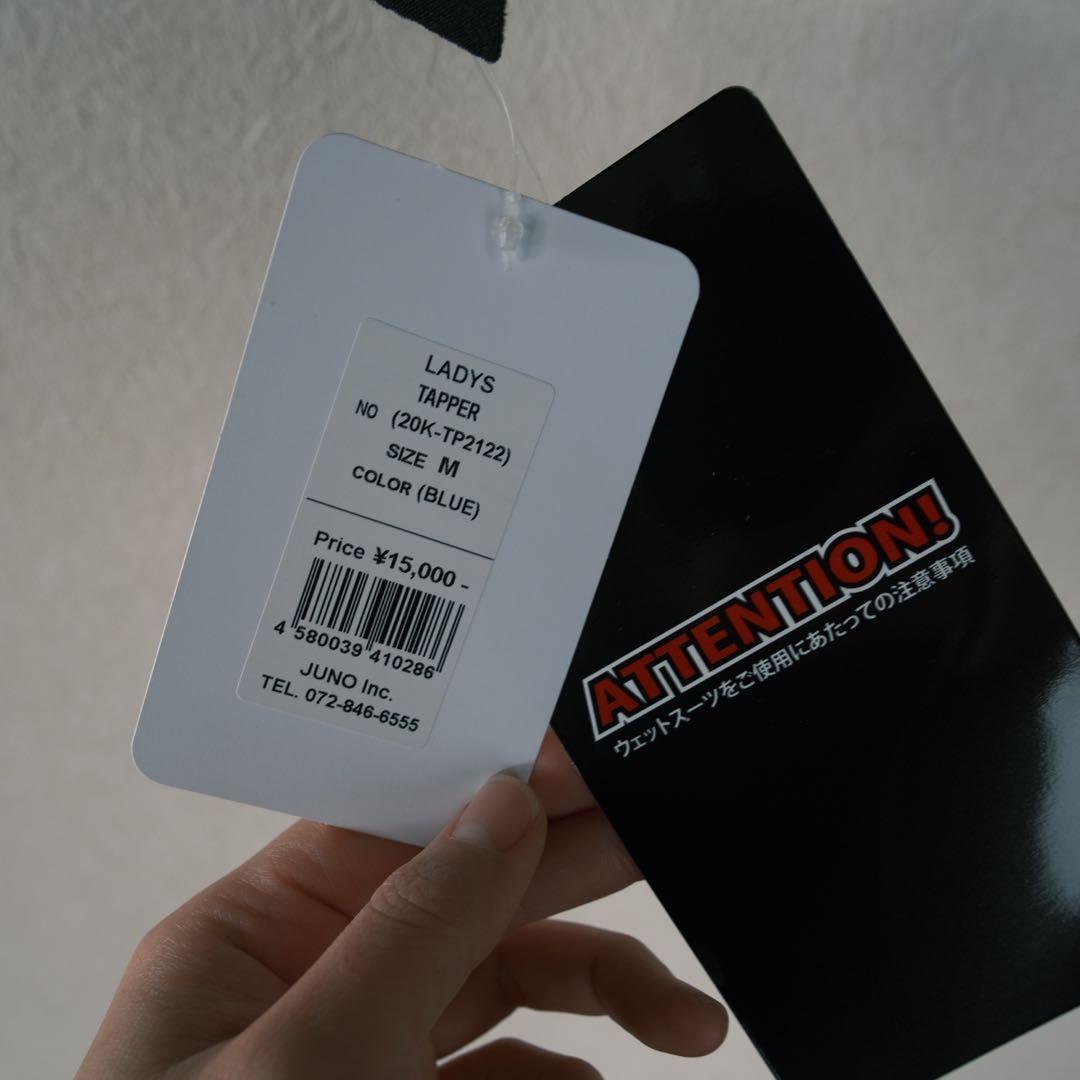 LADYS
TAPPER
NO (20K-TP2122)
SIZE M
COLOR (BLUE)
Price ¥15,000 -
4 580039 410286
JUNO Inc.
TEL. 072-846-6555
ATTENTION!
ウェットスーツをご使用にあたっての注意事項